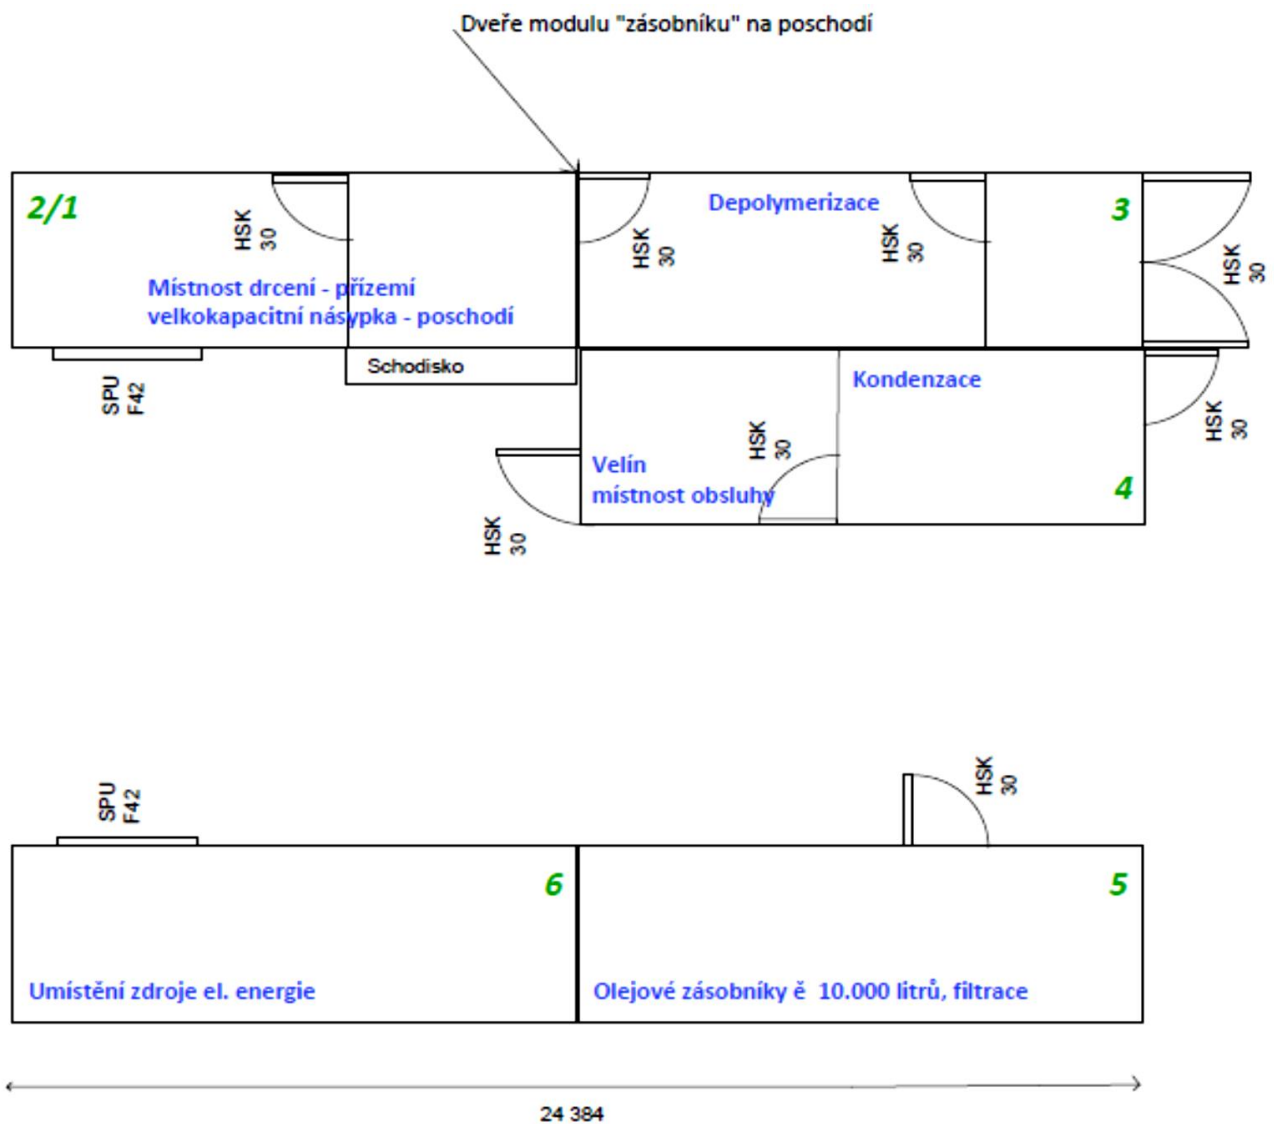 Dveře modulu "zásobníku" na poschodí
2/1
HSK
30
HSK
30
Depolymerizace
HSK
30
3
HSK
30
Místnost drcení - přízemí
velkokapacitní násypka - poschodí
SPU
F42
Schodisko
Kondenzace
HSK
30
HSK
30
Velín
místnost obsluhy
4
HSK
30
SPU
F42
HSK
30
6
5
Umístění zdroje el. energie
Olejové zásobníky ě 10.000 litrů, filtrace
24 384